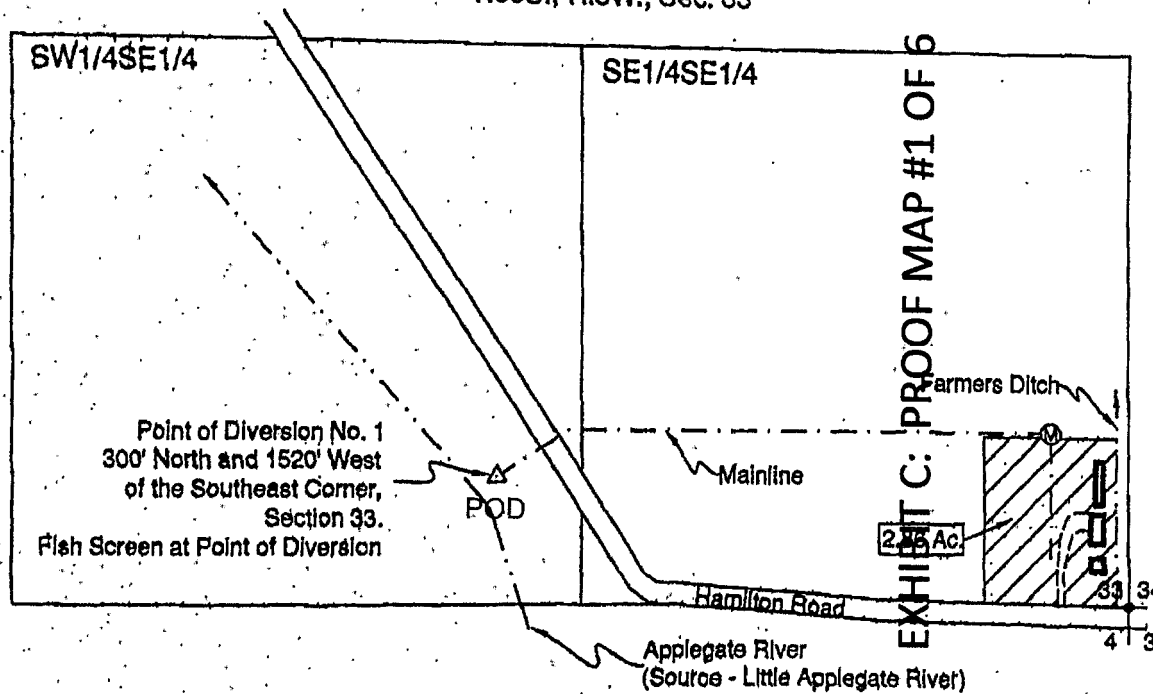 Sec. 33
SW1/4SE1/4
SE1/4SE1/4
EXHIBIT C: PROOF MAP #1 OF 6
Farmers Ditch
M
Point of Diversion No. 1
300' North and 1520' West
of the Southeast Corner,
Section 33.
Fish Screen at Point of Diversion
POD
Mainline
Ac.
Hamilton Road
33
4
3
Applegate River
(Source - Little Applegate River)